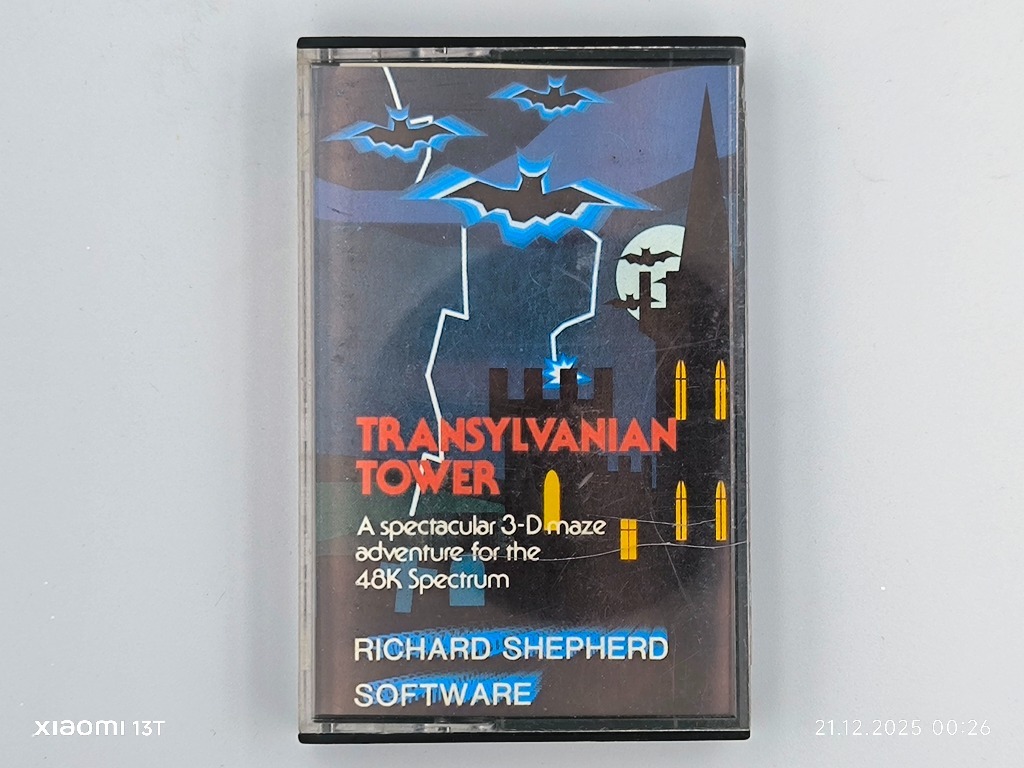 TRANSYLVANIAN
TOWER
A spectacular 3-D maze
adventure for the
48K Spectrum
RICHARD SHEPHERD
SOFTWARE
XIAOMI 13T
21.12.2025 00:26